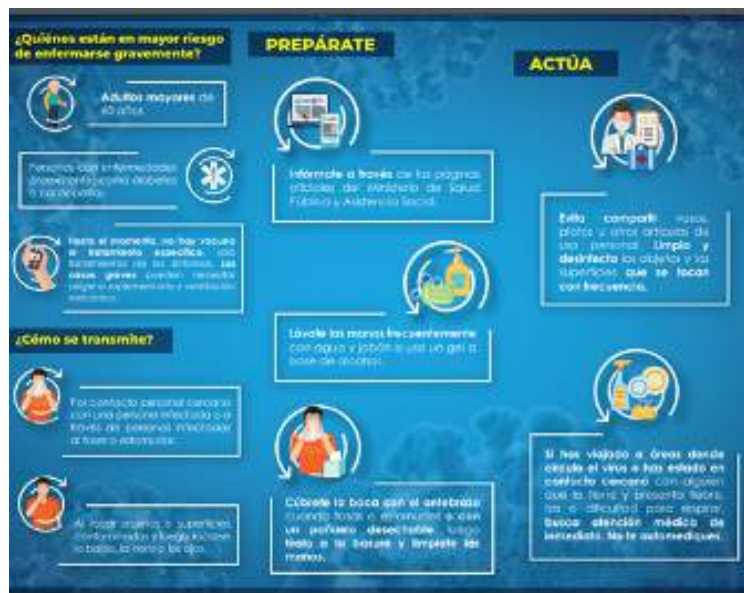 ¿Quiénes están en mayor riesgo
de enfermarse gravemente?
Adultos mayores de
60 años.
Personas con enfermedades
preexistentes como diabetes
o
Hasta el momento, no hay vacuna
ni tratamiento específico, solo
tratamiento de los síntomas. Los
casos graves pueden necesitar
oxígeno suplementario y ventilación
mecánica.
¿Cómo se transmite?
Por contacto personal cercano
con una persona infectada o a
través de personas infectadas
al toser o estornudar.
Al tocar objetos o superficies
contaminadas y luego tocarse
la boca, la nariz o los ojos.
PREPÁRATE
Infórmate a través de las páginas
oficiales del Ministerio de Salud
Pública y Asistencia Social.
Lávate las manos frecuentemente
con agua y jabón o usa un gel a
base de alcohol.
Cúbrete la boca con el antebrazo
cuando tosas o estornudes o con
un pañuelo desechable, luego
tíralo a la basura y límpiate las
manos.
ACTÚA
Evita compartir vasos,
platos u otros artículos de
uso personal. Limpia y
desinfecta los objetos y las
superficies que se tocan
con frecuencia.
Si has viajado a áreas donde
circula el virus o has estado en
contacto cercano con alguien
que lo tiene y presenta fiebre,
tos o dificultad para respirar,
busca atención médica de
inmediato. No te automediques.